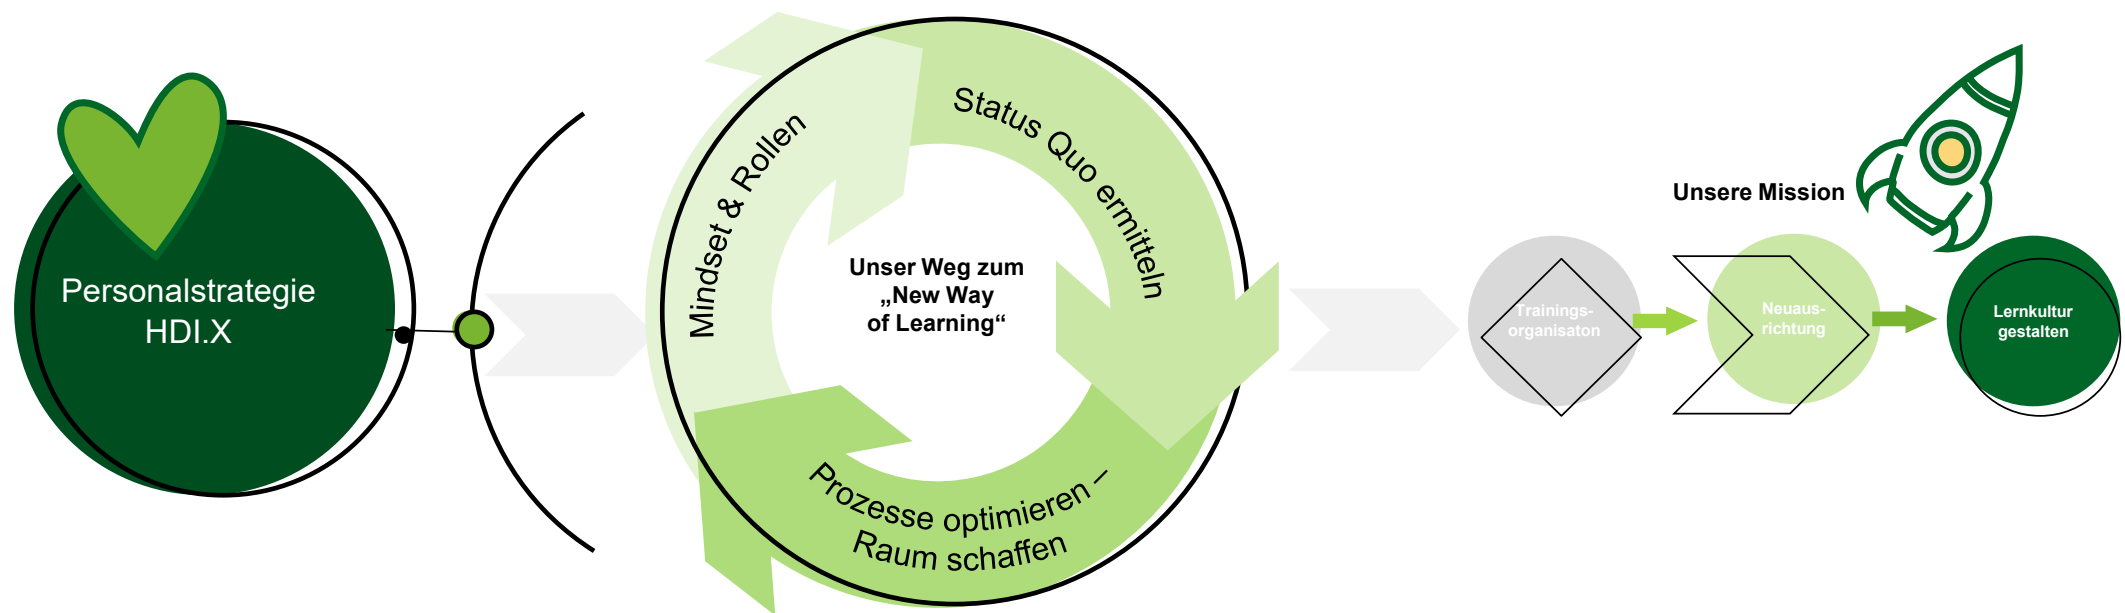 Personalstrategie
HDI.X
Mindset & Rollen
Status Quo ermitteln
Prozesse optimieren –
Raum schaffen
Unser Weg zum
„New Way
of Learning“
Unsere Mission
Trainings-
organisaton
Neuaus-
richtung
Lernkultur
gestalten